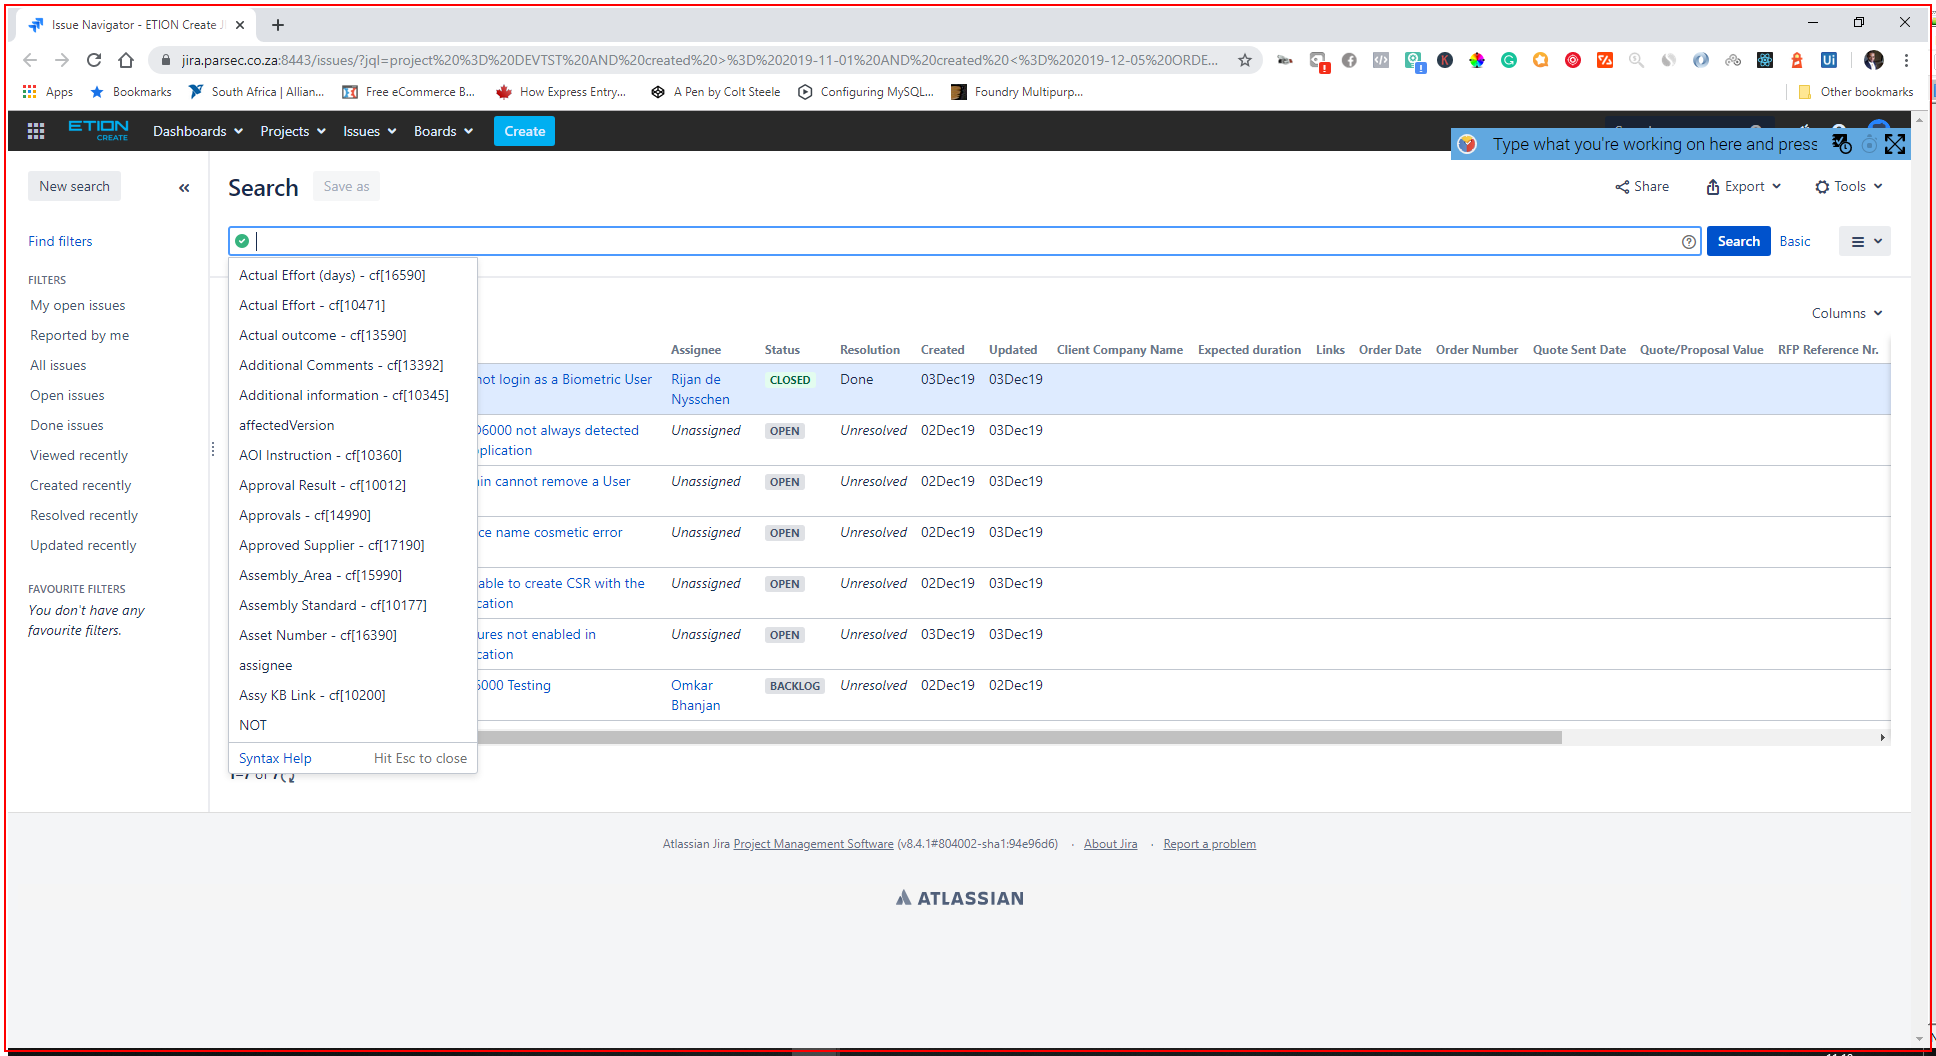 Issue Navigator - ETION Create J
jira.parsec.co.za:8443/issues/?jql=project%20%3D%20DEVTST%20AND%20created%20>%3D%202019-11-01%20AND%20created%20<%3D%202019-12-05%20ORDE...
Apps Bookmarks South Africa | Allian... Free eCommerce B... How Express Entry... A Pen by Colt Steele Configuring MySQL... Foundry Multipurp... Other bookmarks
ETION CREATE Dashboards Projects Issues Boards Create
Type what you're working on here and press
New search « Search Save as Share Export Tools
Find filters
Search Basic
FILTERS
My open issues
Reported by me
All issues
Open issues
Done issues
Viewed recently
Created recently
Resolved recently
Updated recently
FAVOURITE FILTERS
You don't have any
favourite filters.
Actual Effort (days) - cf[16590]
Actual Effort - cf[10471]
Actual outcome - cf[13590]
Additional Comments - cf[13392]
Additional information - cf[10345]
affectedVersion
AOI Instruction - cf[10360]
Approval Result - cf[10012]
Approvals - cf[14990]
Approved Supplier - cf[17190]
Assembly_Area - cf[15990]
Assembly Standard - cf[10177]
Asset Number - cf[16390]
assignee
Assy KB Link - cf[10200]
NOT
Syntax Help Hit Esc to close
Columns
Assignee Status Resolution Created Updated Client Company Name Expected duration Links Order Date Order Number Quote Sent Date Quote/Proposal Value RFP Reference Nr.
not login as a Biometric User Rijan de CLOSED Done 03Dec19 03Dec19
Nysschen
D6000 not always detected Unassigned OPEN Unresolved 02Dec19 03Dec19
plication
in cannot remove a User Unassigned OPEN Unresolved 02Dec19 03Dec19
ce name cosmetic error Unassigned OPEN Unresolved 02Dec19 03Dec19
able to create CSR with the Unassigned OPEN Unresolved 02Dec19 03Dec19
cation
ures not enabled in Unassigned OPEN Unresolved 03Dec19 03Dec19
cation
6000 Testing Omkar BACKLOG Unresolved 02Dec19 02Dec19
Bhanjan
1–7 of 7
Atlassian Jira Project Management Software (v8.4.1#804002-sha1:94e96d6) · About Jira · Report a problem
ATLASSIAN